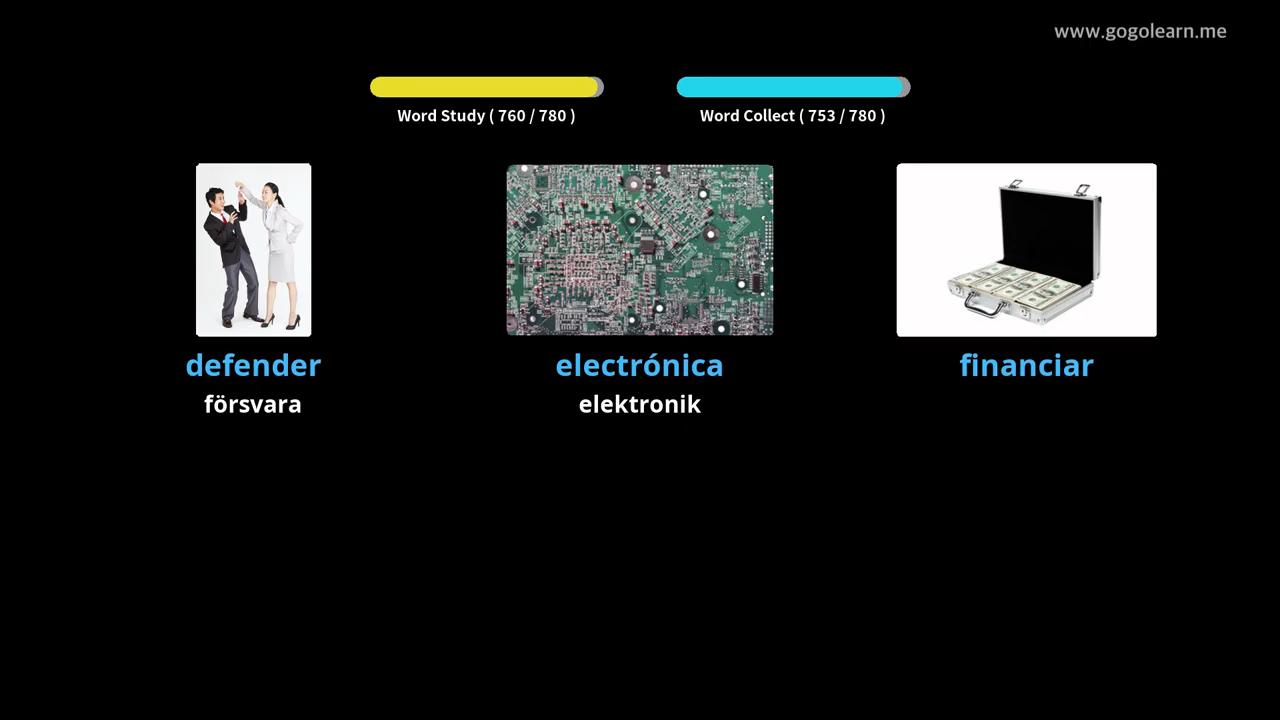 www.gogolearn.me
Word Study ( 760 / 780 )
Word Collect ( 753 / 780 )
defender
electrónica
financiar
försvara
elektronik